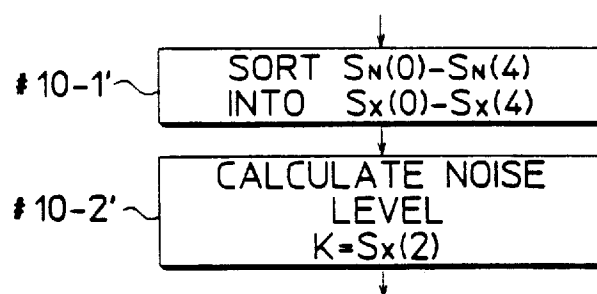 #10-1'
SORT SN(0)-SN(4)
INTO SX(0)-SX(4)
#10-2'
CALCULATE NOISE
LEVEL
K=SX(2)